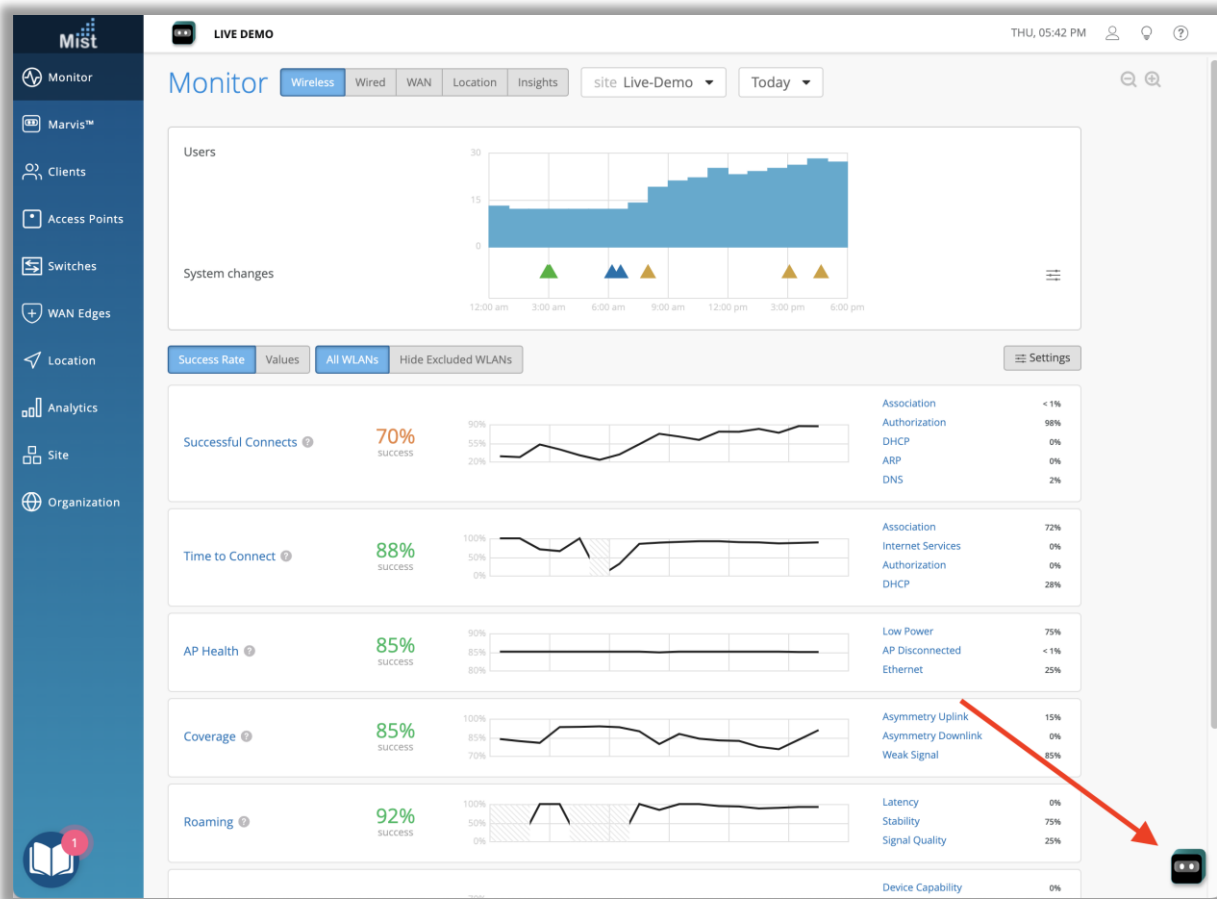 Mist
LIVE DEMO
THU, 05:42 PM
?
Monitor
Marvis™
Clients
Access Points
Switches
WAN Edges
Location
Analytics
Site
Organization
1
Monitor
Wireless Wired WAN Location Insights
site Live-Demo
Today
Users
30
15
0
System changes
12:00 am 3:00 am 6:00 am 9:00 am 12:00 pm 3:00 pm 6:00 pm
Success Rate Values All WLANs Hide Excluded WLANs
Settings
Successful Connects ?
70%
success
90%
55%
20%
Association < 1%
Authorization 98%
DHCP 0%
ARP 0%
DNS 2%
Time to Connect ?
88%
success
100%
50%
0%
Association 72%
Internet Services 0%
Authorization 0%
DHCP 28%
AP Health ?
85%
success
90%
85%
80%
Low Power 75%
AP Disconnected < 1%
Ethernet 25%
Coverage ?
85%
success
100%
85%
70%
Asymmetry Uplink 15%
Asymmetry Downlink 0%
Weak Signal 85%
Roaming ?
92%
success
100%
50%
0%
Latency 0%
Stability 75%
Signal Quality 25%
Device Capability 0%